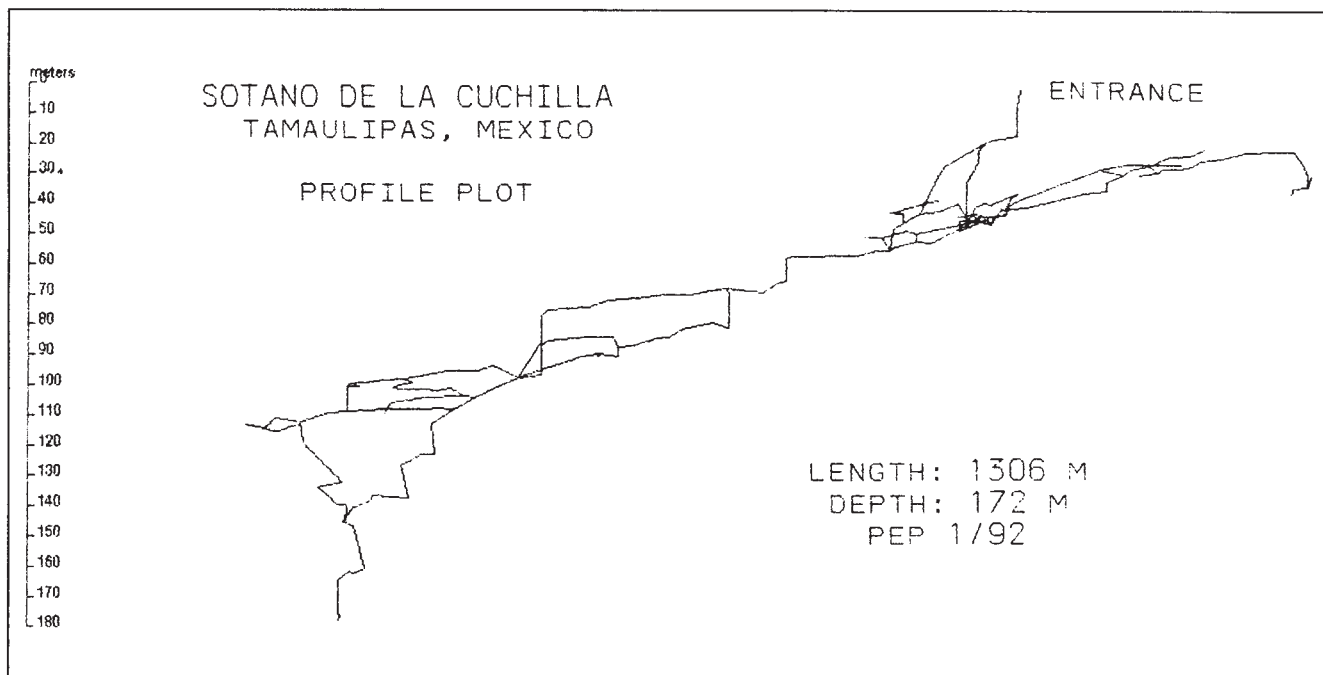 meters
0
10
20
30
40
50
60
70
80
90
100
110
120
130
140
150
160
170
180
SOTANO DE LA CUCHILLA
TAMAULIPAS, MEXICO
PROFILE PLOT
ENTRANCE
LENGTH: 1306 M
DEPTH: 172 M
PEP 1/92